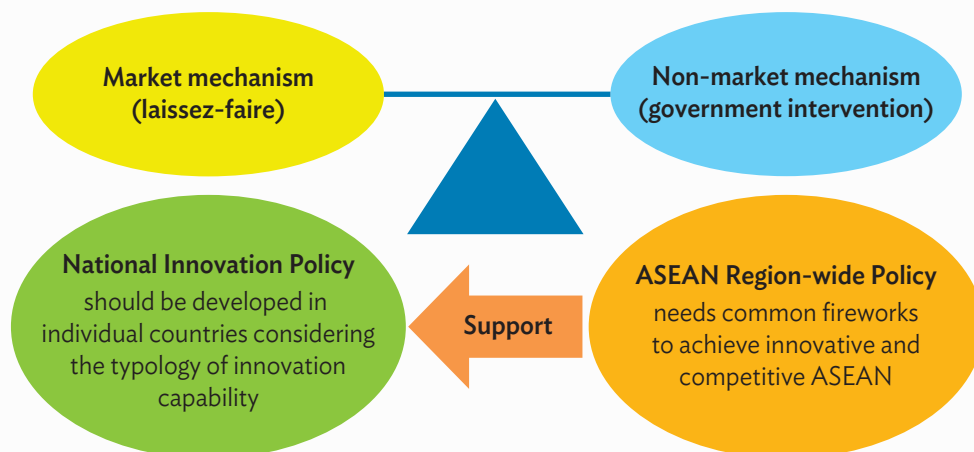 Market mechanism
(laissez-faire)
Non-market mechanism
(government intervention)
National Innovation Policy
should be developed in
individual countries considering
the typology of innovation
capability
Support
ASEAN Region-wide Policy
needs common fireworks
to achieve innovative and
competitive ASEAN